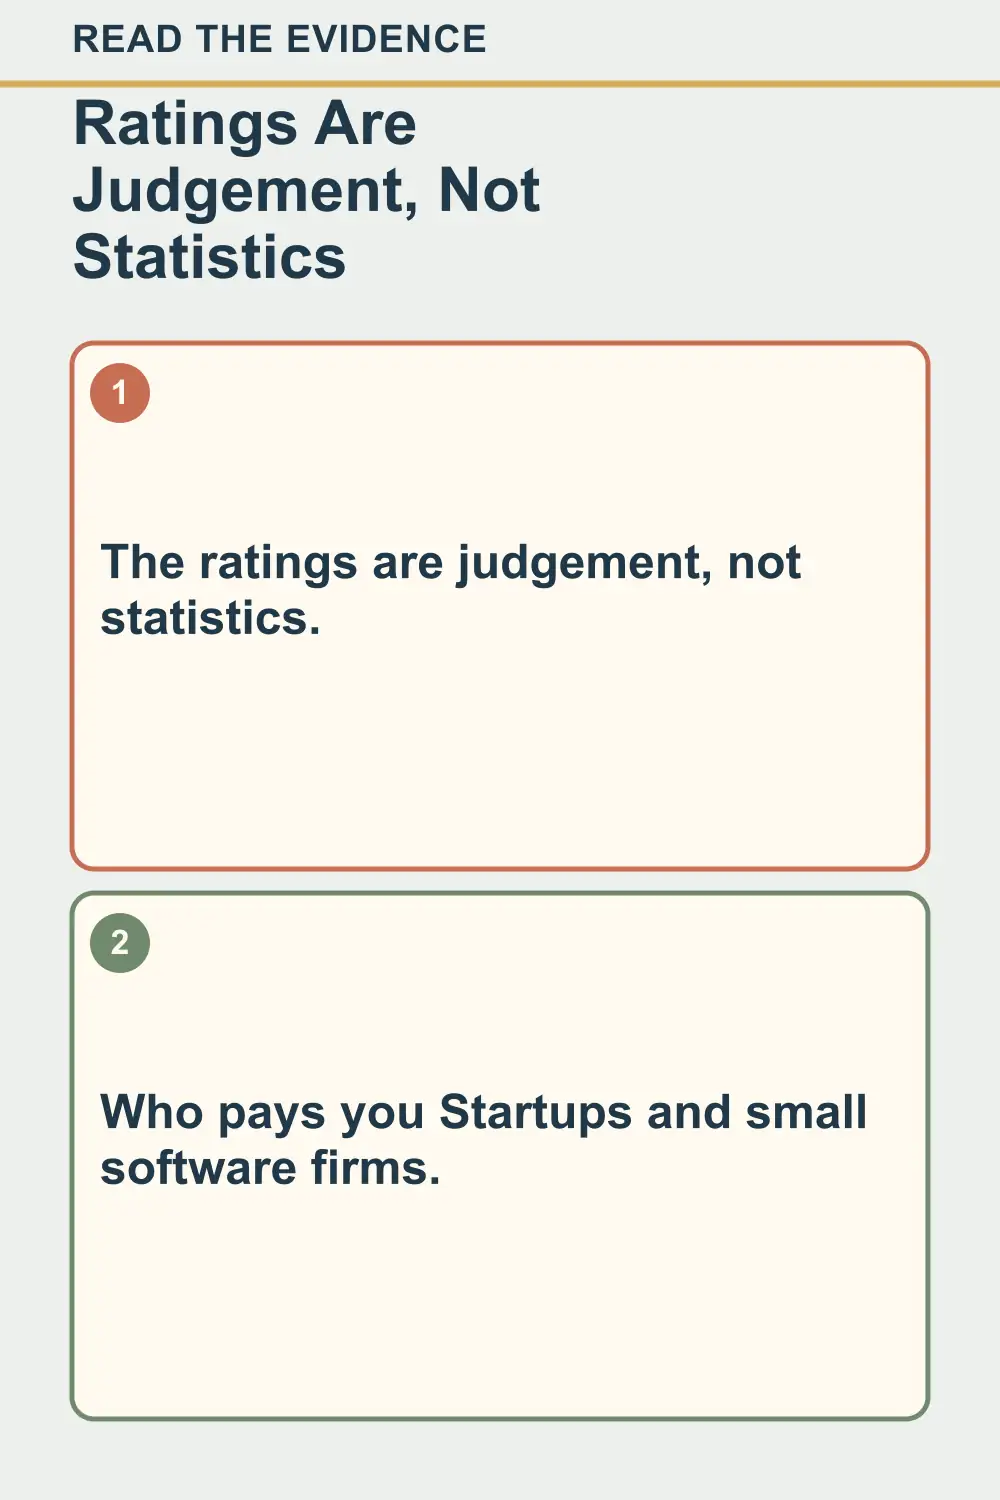 READ THE EVIDENCE
Ratings Are
Judgement, Not
Statistics
1
The ratings are judgement, not
statistics.
2
Who pays you Startups and small
software firms.